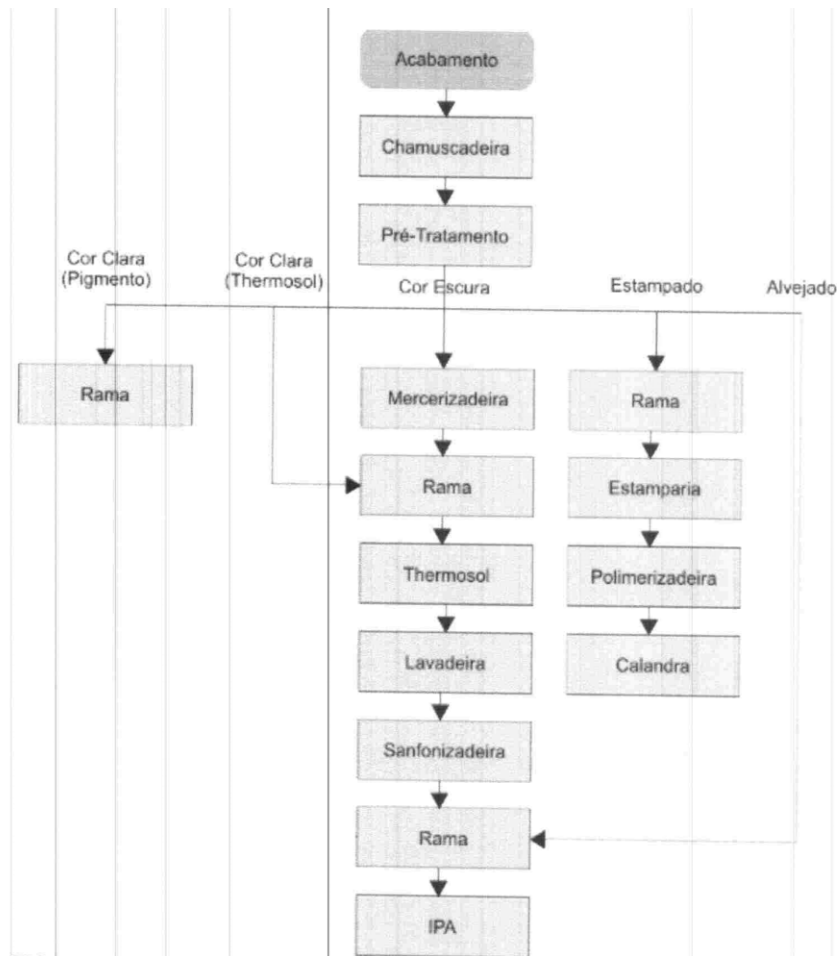 Acabamento
Chamuscadeira
Pré-Tratamento
Cor Clara
(Pigmento)
Cor Clara
(Thermosol)
Cor Escura
Estampado
Alvejado
Rama
Mercerizadeira
Rama
Rama
Estamparia
Thermosol
Polimerizadeira
Lavadeira
Calandra
Sanfonizadeira
Rama
IPA